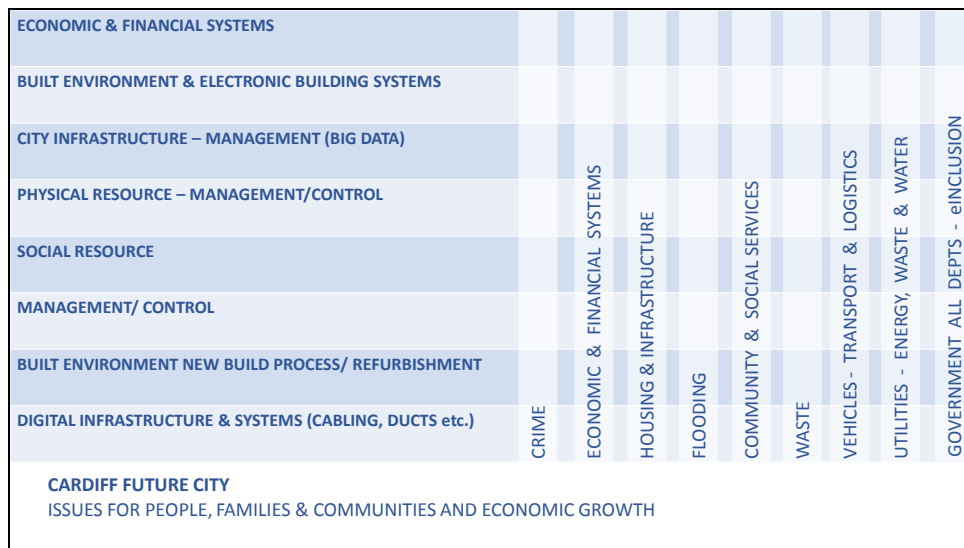 ECONOMIC & FINANCIAL SYSTEMS
BUILT ENVIRONMENT & ELECTRONIC BUILDING SYSTEMS
CITY INFRASTRUCTURE – MANAGEMENT (BIG DATA)
PHYSICAL RESOURCE – MANAGEMENT/CONTROL
SOCIAL RESOURCE
MANAGEMENT/ CONTROL
BUILT ENVIRONMENT NEW BUILD PROCESS/ REFURBISHMENT
DIGITAL INFRASTRUCTURE & SYSTEMS (CABLING, DUCTS etc.)
CRIME
ECONOMIC & FINANCIAL SYSTEMS
HOUSING & INFRASTRUCTURE
FLOODING
COMMUNITY & SOCIAL SERVICES
WASTE
VEHICLES - TRANSPORT & LOGISTICS
UTILITIES - ENERGY, WASTE & WATER
GOVERNMENT ALL DEPTS - eINCLUSION
CARDIFF FUTURE CITY
ISSUES FOR PEOPLE, FAMILIES & COMMUNITIES AND ECONOMIC GROWTH